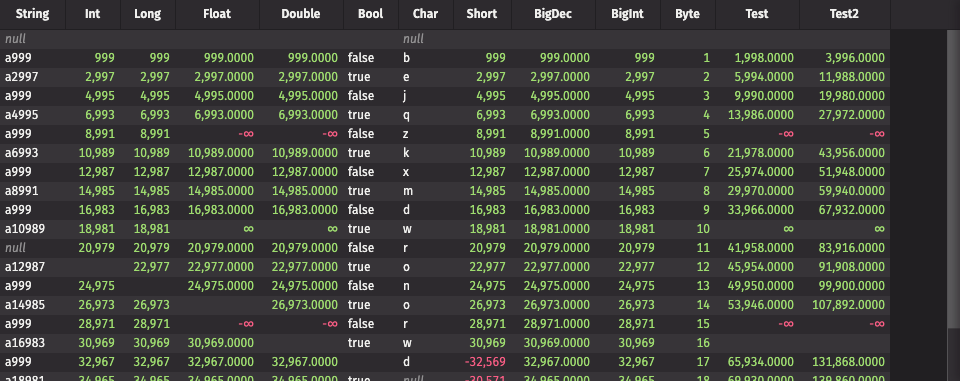 String Int Long Float Double Bool Char Short BigDec BigInt Byte Test Test2
null null
a999 999 999 999.0000 999.0000 false b 999 999.0000 999 1 1,998.0000 3,996.0000
a2997 2,997 2,997 2,997.0000 2,997.0000 true e 2,997 2,997.0000 2,997 2 5,994.0000 11,988.0000
a999 4,995 4,995 4,995.0000 4,995.0000 false j 4,995 4,995.0000 4,995 3 9,990.0000 19,980.0000
a4995 6,993 6,993 6,993.0000 6,993.0000 true q 6,993 6,993.0000 6,993 4 13,986.0000 27,972.0000
a999 8,991 8,991 -∞ -∞ false z 8,991 8,991.0000 8,991 5 -∞ -∞
a6993 10,989 10,989 10,989.0000 10,989.0000 true k 10,989 10,989.0000 10,989 6 21,978.0000 43,956.0000
a999 12,987 12,987 12,987.0000 12,987.0000 false x 12,987 12,987.0000 12,987 7 25,974.0000 51,948.0000
a8991 14,985 14,985 14,985.0000 14,985.0000 true m 14,985 14,985.0000 14,985 8 29,970.0000 59,940.0000
a999 16,983 16,983 16,983.0000 16,983.0000 false d 16,983 16,983.0000 16,983 9 33,966.0000 67,932.0000
a10989 18,981 18,981 ∞ ∞ true w 18,981 18,981.0000 18,981 10 ∞ ∞
null 20,979 20,979 20,979.0000 20,979.0000 false r 20,979 20,979.0000 20,979 11 41,958.0000 83,916.0000
a12987 22,977 22,977.0000 22,977.0000 true o 22,977 22,977.0000 22,977 12 45,954.0000 91,908.0000
a999 24,975 24,975.0000 24,975.0000 false n 24,975 24,975.0000 24,975 13 49,950.0000 99,900.0000
a14985 26,973 26,973 26,973.0000 true o 26,973 26,973.0000 26,973 14 53,946.0000 107,892.0000
a999 28,971 28,971 -∞ -∞ false r 28,971 28,971.0000 28,971 15 -∞ -∞
a16983 30,969 30,969 30,969.0000 true w 30,969 30,969.0000 30,969 16
a999 32,967 32,967 32,967.0000 32,967.0000 d -32,569 32,967.0000 32,967 17 65,934.0000 131,868.0000
a18981 34,965 34,965 34,965.0000 34,965.0000 true null -30,571 34,965.0000 34,965 18 69,930.0000 139,860.0000